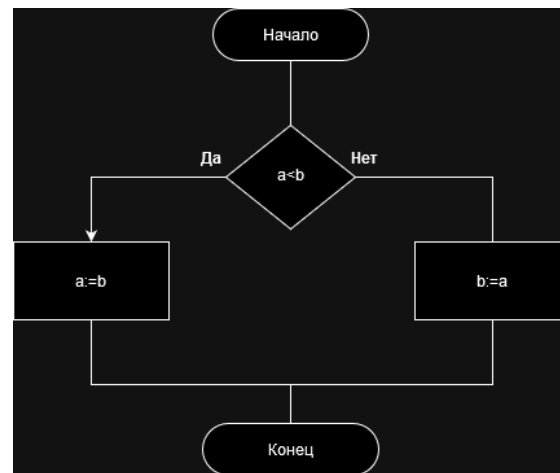 Начало
Да
Нет
a<b
a:=b
b:=a
Конец